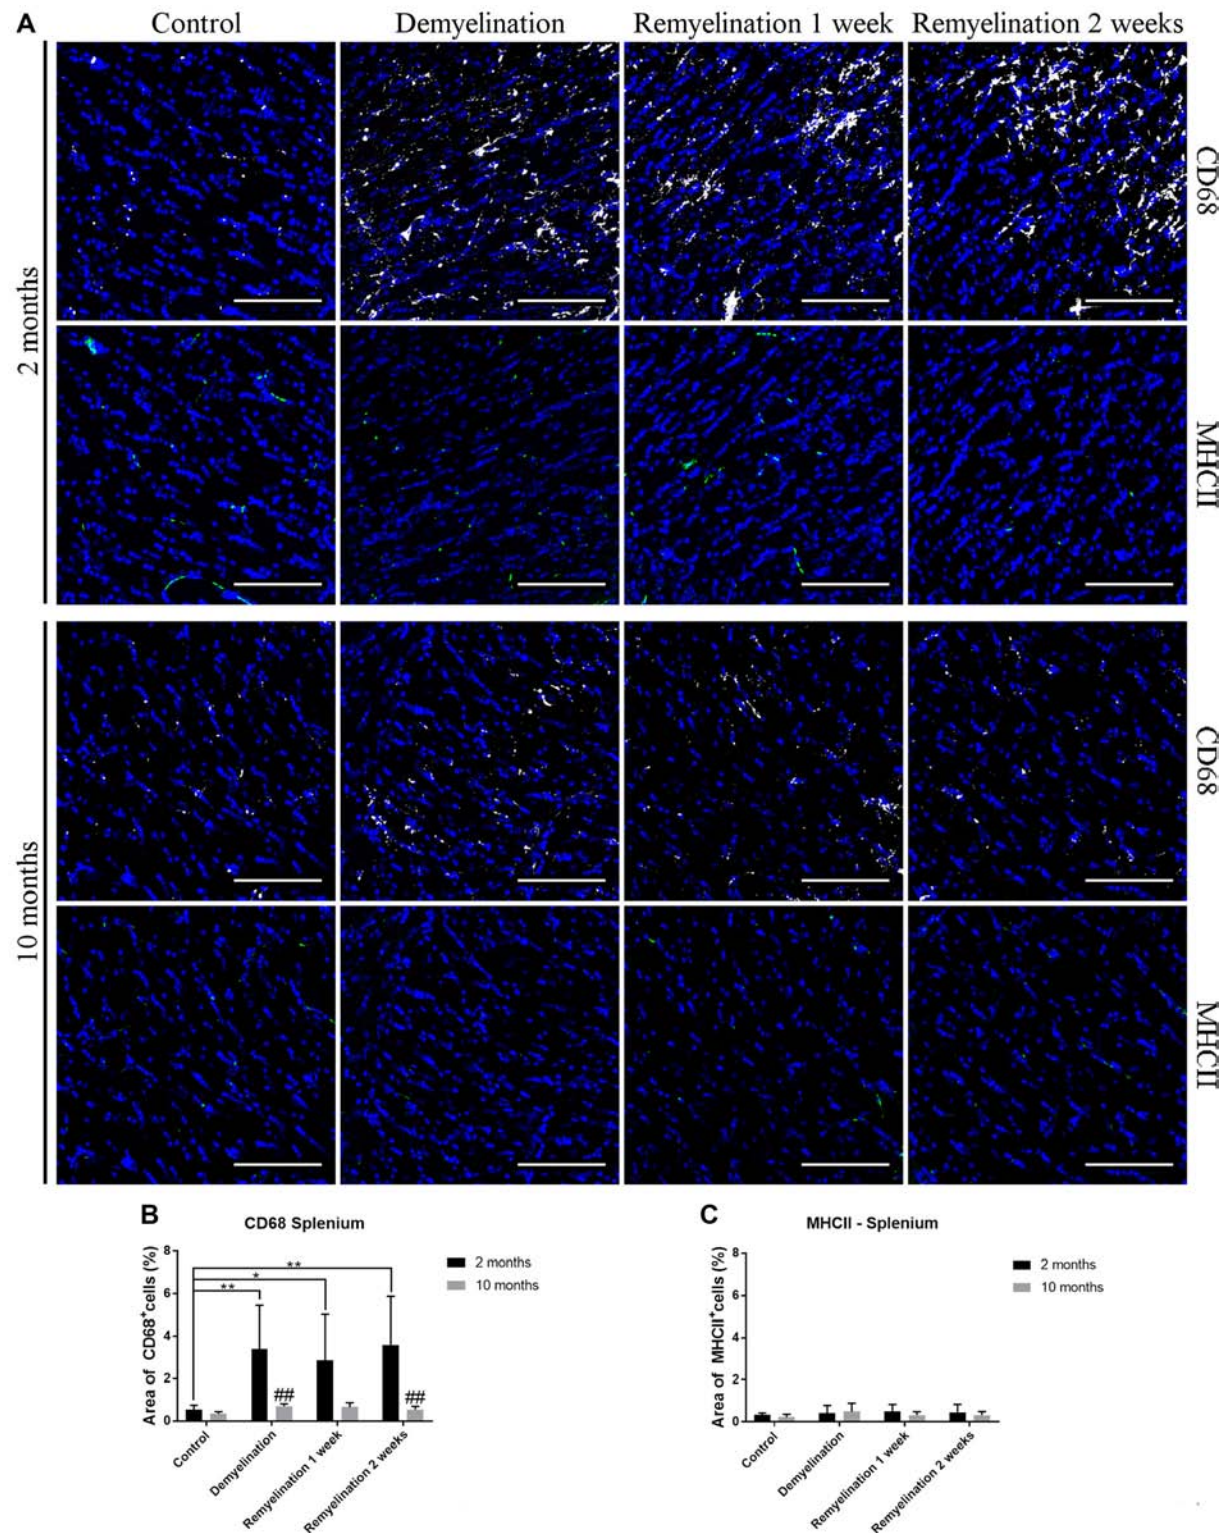 A
Control Demyelination Remyelination 1 week Remyelination 2 weeks
2 months
CD68
MHCII
10 months
CD68
MHCII
B
CD68 Splenium
Area of CD68+cells (%)
8
6
4
2
0
**
*
**
##
##
2 months
10 months
Control
Demyelination
Remyelination 1 week
Remyelination 2 weeks
C
MHCII - Splenium
Area of MHCII+cells (%)
8
6
4
2
0
2 months
10 months
Control
Demyelination
Remyelination 1 week
Remyelination 2 weeks